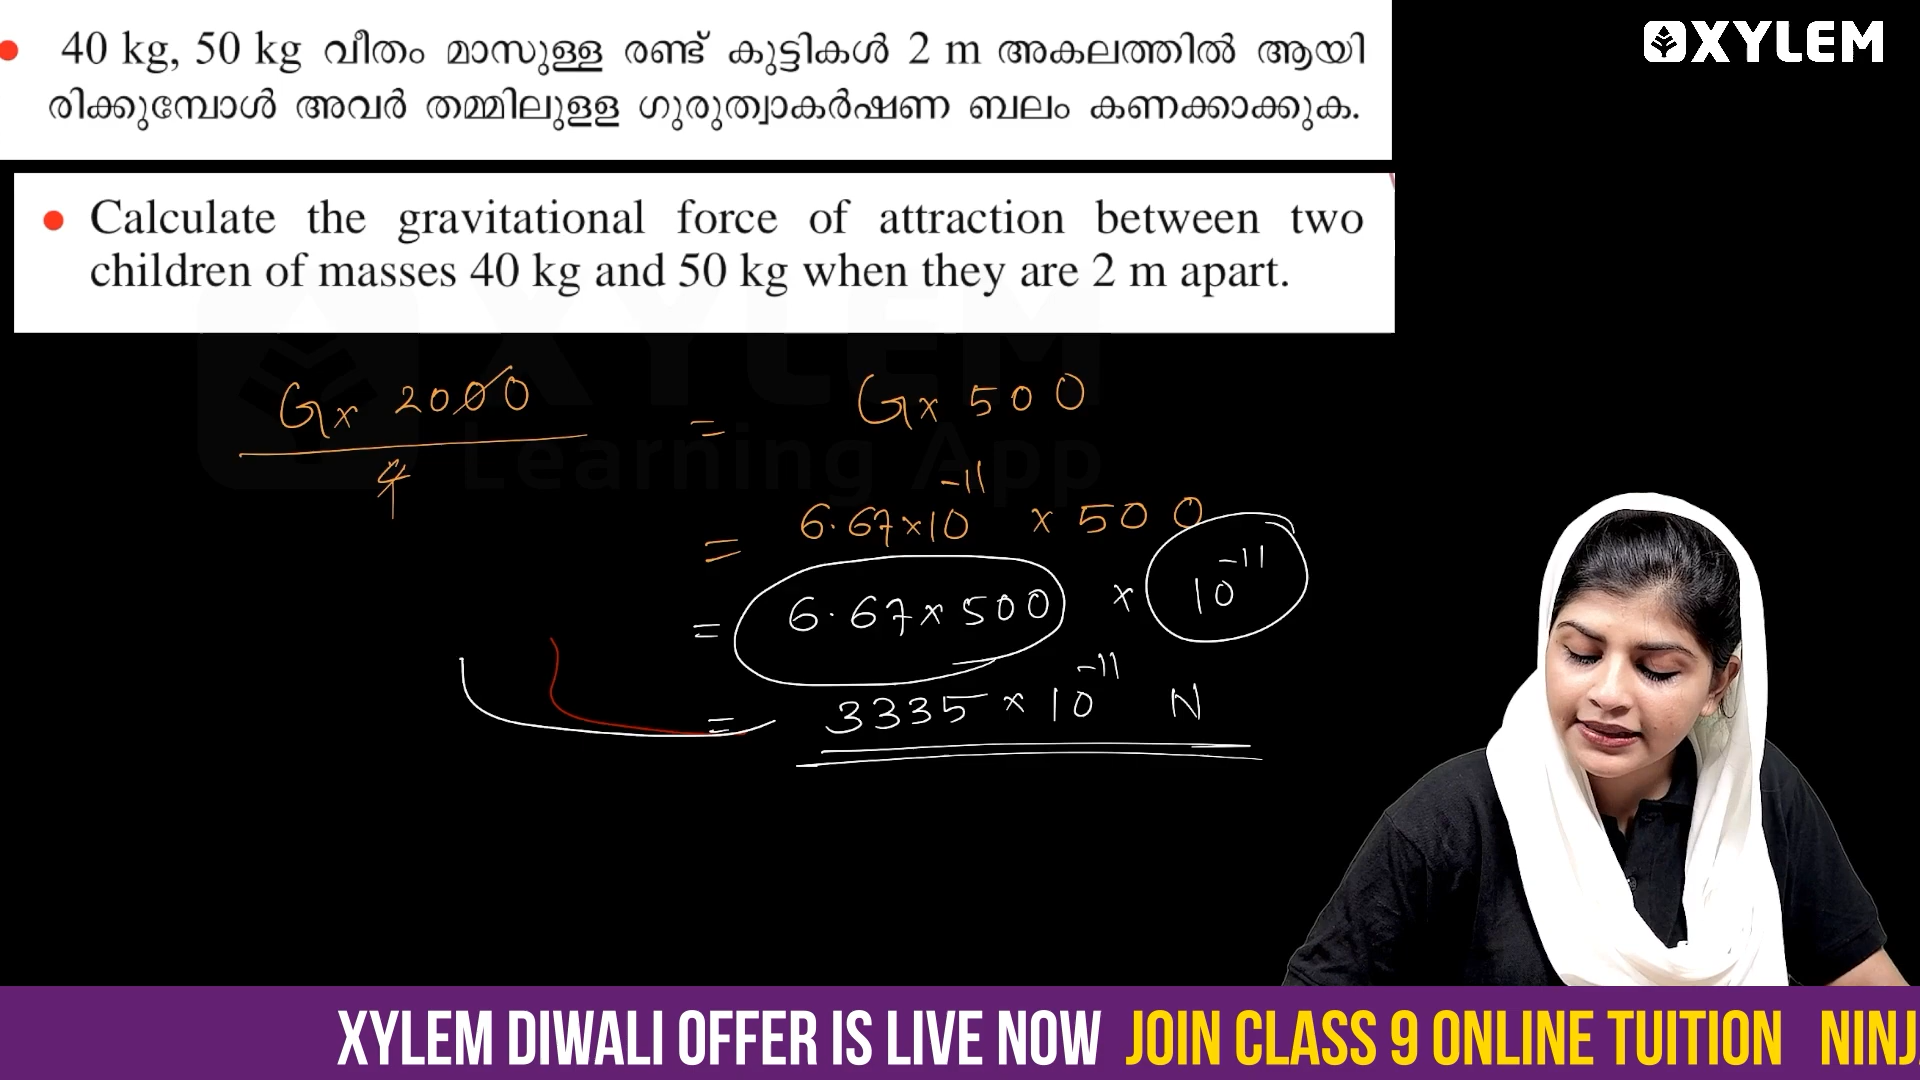 XYLEM
40 kg, 50 kg വീതം മാസുള്ള രണ്ട് കുട്ടികൾ 2 m അകലത്തിൽ ആയി
രിക്കുമ്പോൾ അവർ തമ്മിലുള്ള ഗുരുത്വാകർഷണ ബലം കണക്കാക്കുക.
Calculate the gravitational force of attraction between two
children of masses 40 kg and 50 kg when they are 2 m apart.
XYLEM
Learning App
G x 2000 / 4 = G x 500
= 6.67 x 10⁻¹¹ x 500
= 6.67 x 500 x 10⁻¹¹
= 3335 x 10⁻¹¹ N
XYLEM DIWALI OFFER IS LIVE NOW JOIN CLASS 9 ONLINE TUITION NINJ